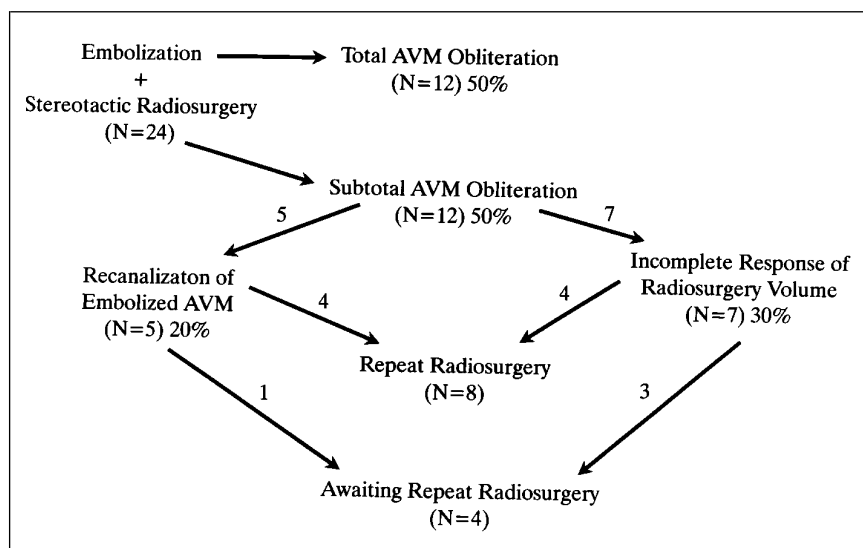 Embolization
+
Stereotactic Radiosurgery
(N=24)
Total AVM Obliteration
(N=12) 50%
Subtotal AVM Obliteration
(N=12) 50%
5
7
Recanalizaton of
Embolized AVM
(N=5) 20%
Incomplete Response of
Radiosurgery Volume
(N=7) 30%
4
4
Repeat Radiosurgery
(N=8)
1
3
Awaiting Repeat Radiosurgery
(N=4)